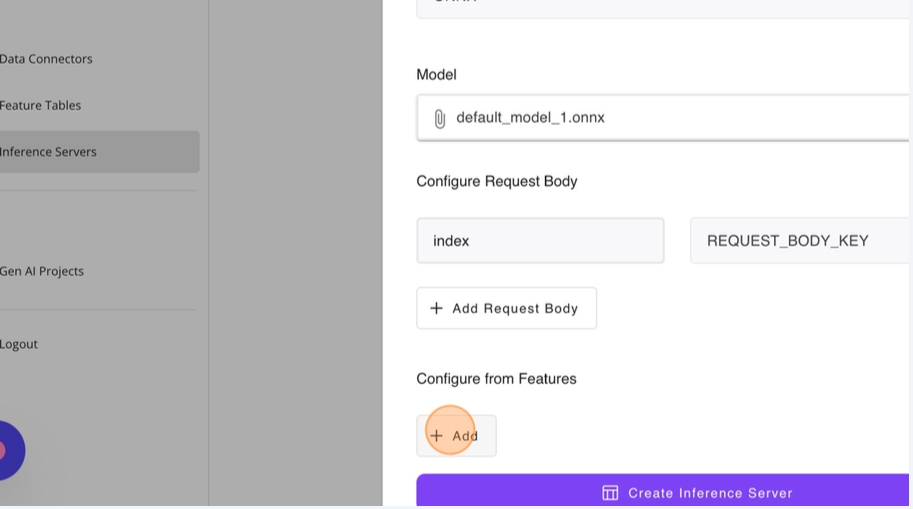 Data Connectors
Feature Tables
Inference Servers
Gen AI Projects
Logout
Model
default_model_1.onnx
Configure Request Body
index
REQUEST_BODY_KEY
+ Add Request Body
Configure from Features
+ Add
Create Inference Server